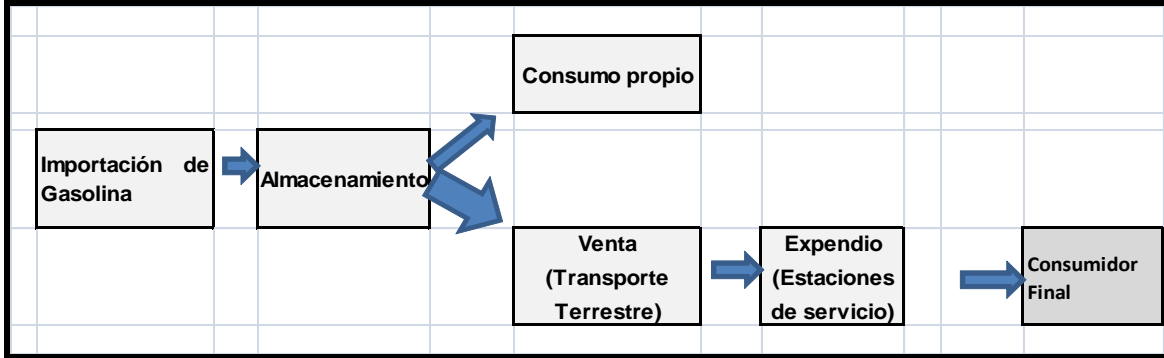 Consumo propio
Importación de
Gasolina
Almacenamiento
Venta
(Transporte
Terrestre)
Expendio
(Estaciones
de servicio)
Consumidor
Final